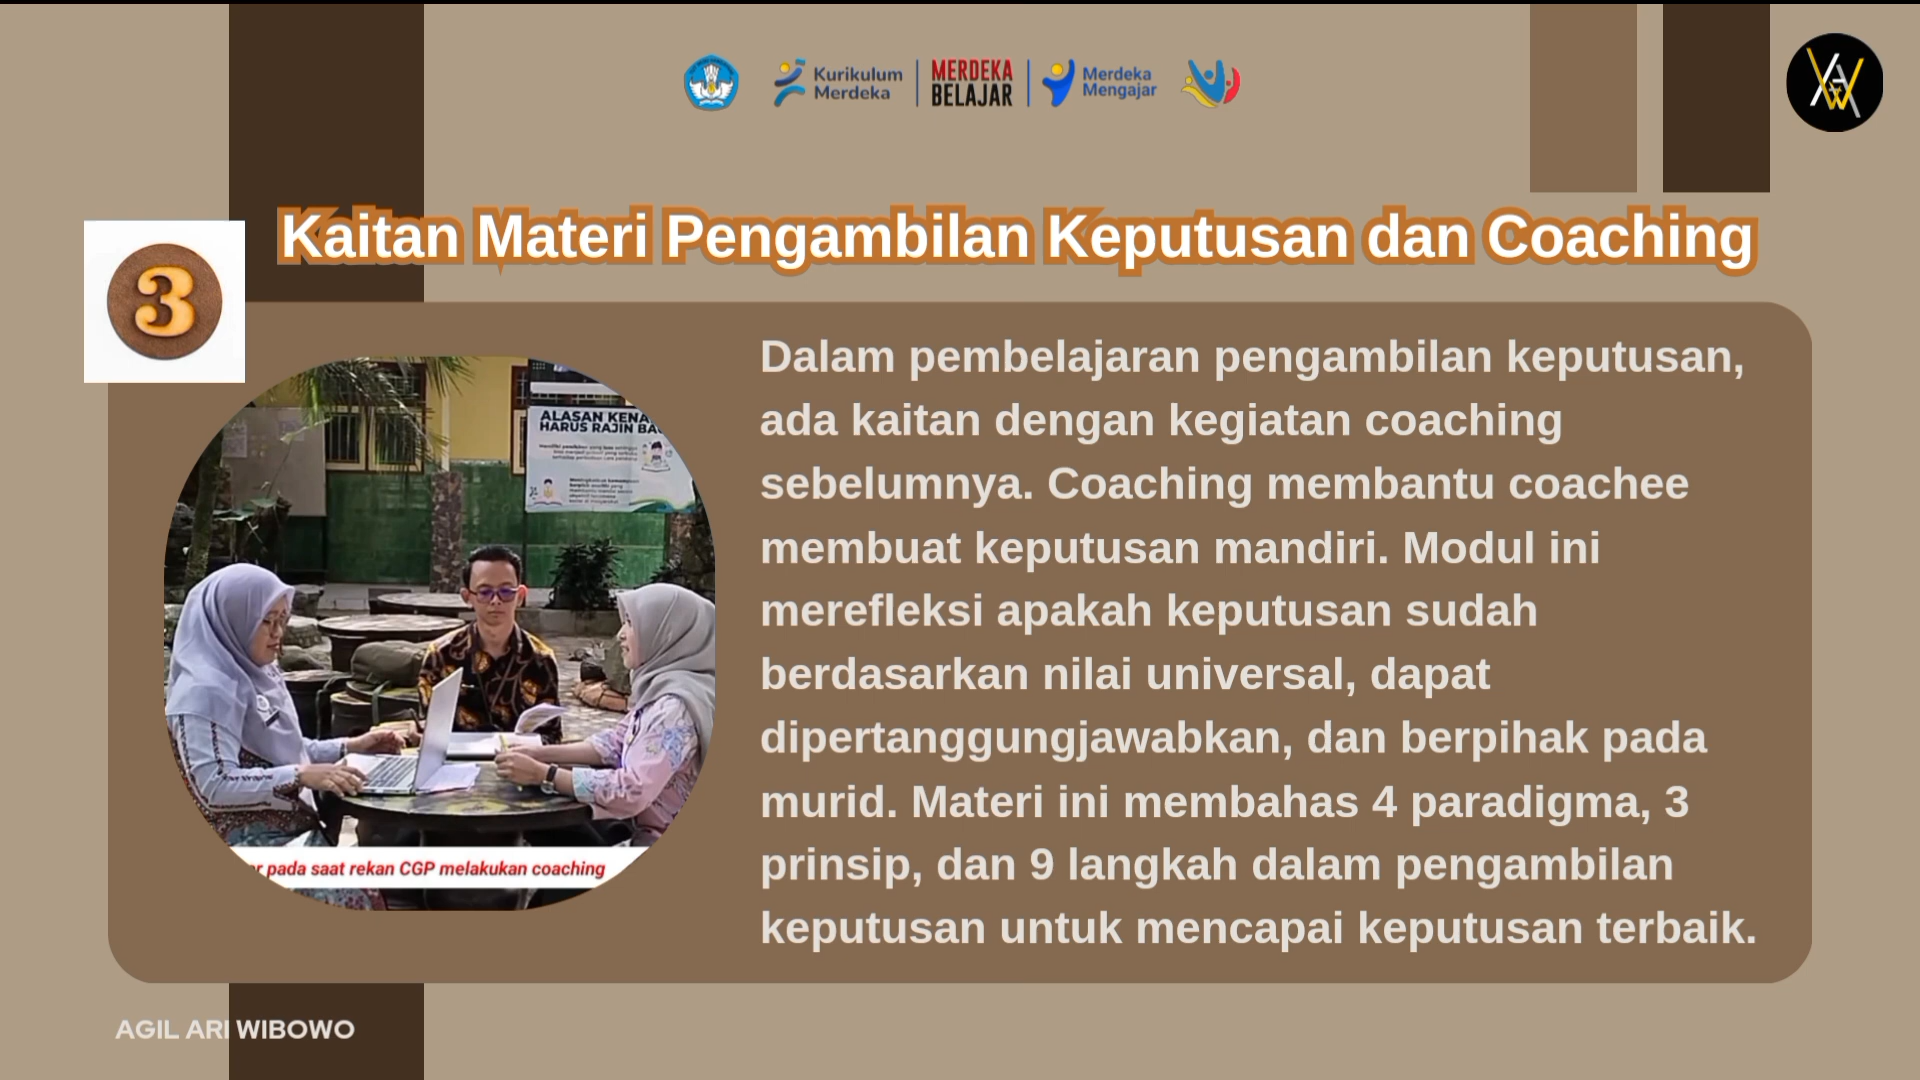 Kurikulum
Merdeka
MERDEKA
BELAJAR
Merdeka
Mengajar
Kaitan Materi Pengambilan Keputusan dan Coaching
3
ALASAN KENA
HARUS RAJIN BA
pada saat rekan CGP melakukan coaching
Dalam pembelajaran pengambilan keputusan,
ada kaitan dengan kegiatan coaching
sebelumnya. Coaching membantu coachee
membuat keputusan mandiri. Modul ini
merefleksi apakah keputusan sudah
berdasarkan nilai universal, dapat
dipertanggungjawabkan, dan berpihak pada
murid. Materi ini membahas 4 paradigma, 3
prinsip, dan 9 langkah dalam pengambilan
keputusan untuk mencapai keputusan terbaik.
AGIL ARI WIBOWO